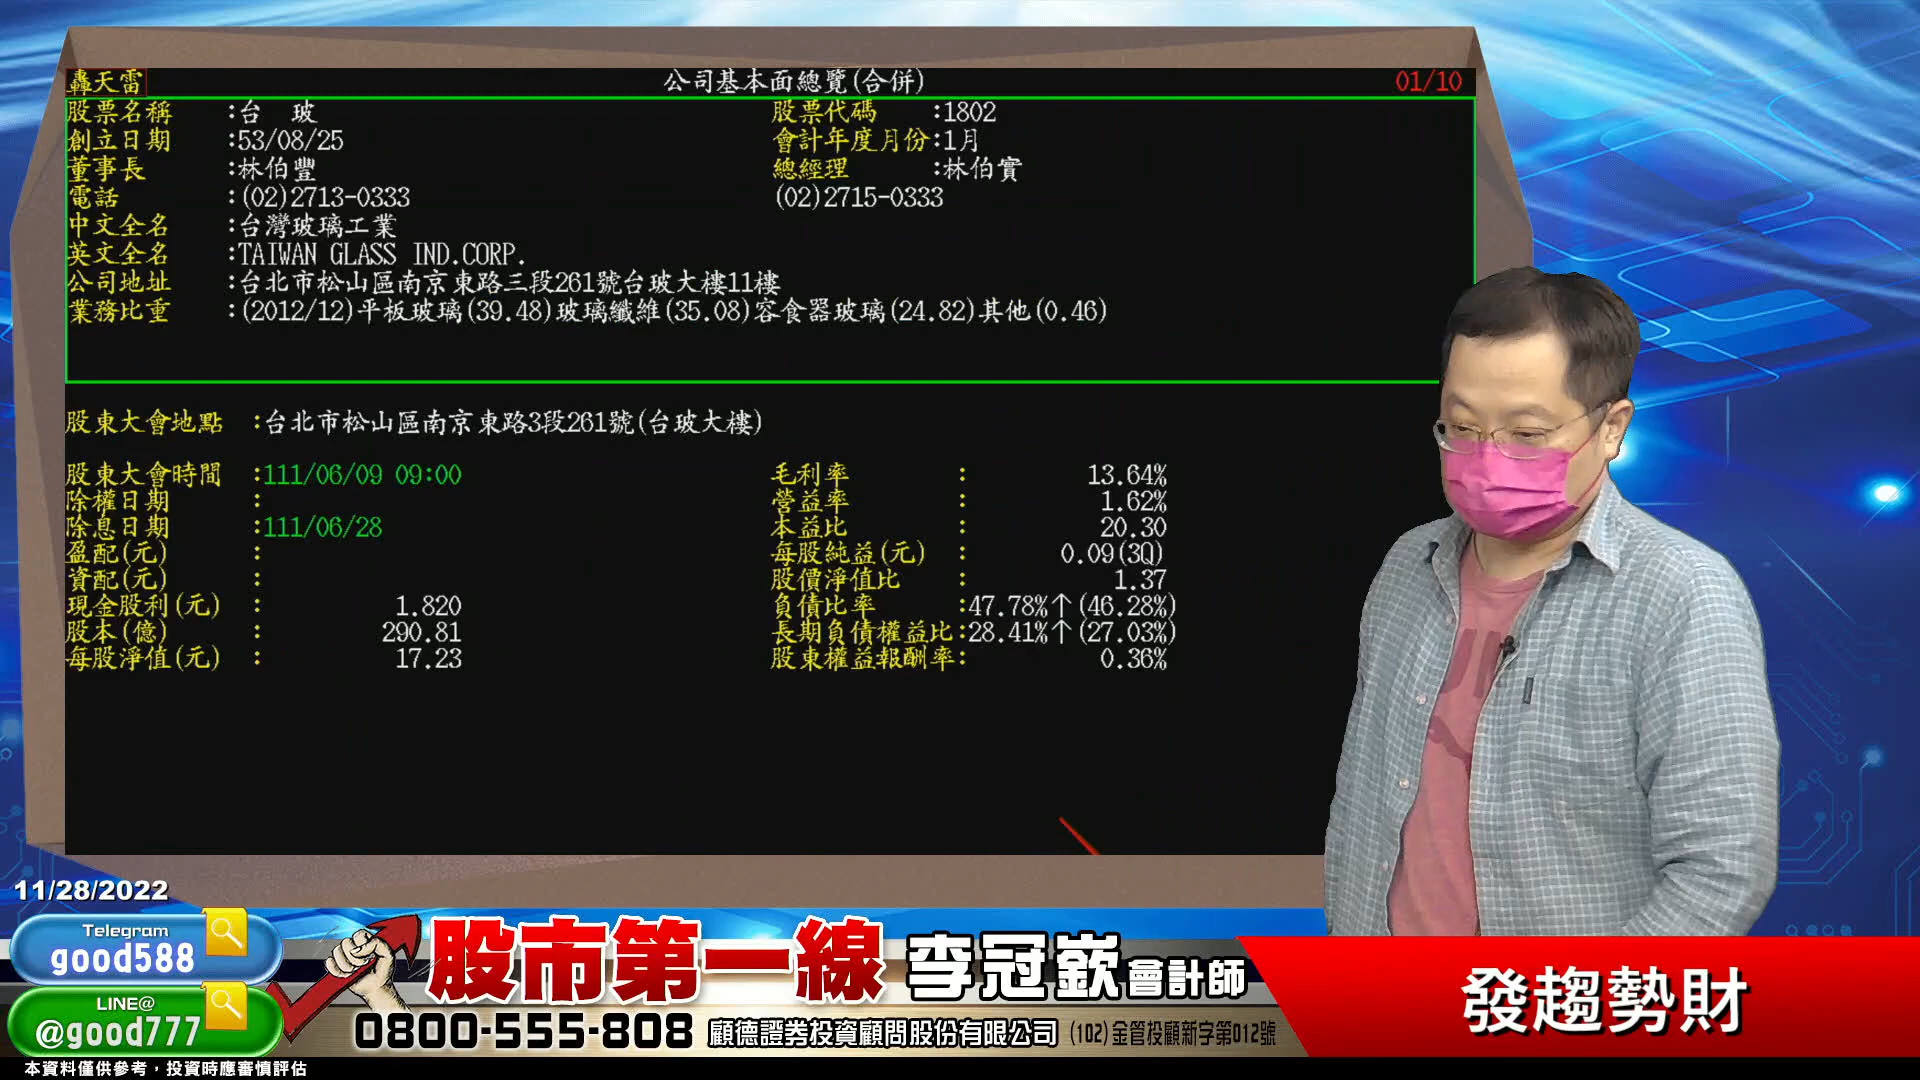 轟天雷 公司基本面總覽(合併) 01/10
股票名稱 :台 玻 股票代碼 :1802
創立日期 :53/08/25 會計年度月份:1月
董事長 :林伯豐 總經理 :林伯實
電話 :(02)2713-0333 (02)2715-0333
中文全名 :台灣玻璃工業
英文全名 :TAIWAN GLASS IND.CORP.
公司地址 :台北市松山區南京東路三段261號台玻大樓11樓
業務比重 :(2012/12)平板玻璃(39.48)玻璃纖維(35.08)容食器玻璃(24.82)其他(0.46)
股東大會地點 :台北市松山區南京東路3段261號(台玻大樓)
股東大會時間 :111/06/09 09:00 毛利率 : 13.64%
除權日期 : 營益率 : 1.62%
除息日期 :111/06/28 本益比 : 20.30
盈配(元) : 每股純益(元) : 0.09(3Q)
資配(元) : 股價淨值比 : 1.37
現金股利(元) : 1.820 負債比率 :47.78%↑(46.28%)
股本(億) : 290.81 長期負債權益比:28.41%↑(27.03%)
每股淨值(元) : 17.23 股東權益報酬率: 0.36%
11/28/2022
Telegram
good588
LINE@
@good777
股市第一線 李冠嶔會計師
0800-555-808 顧德證券投資顧問股份有限公司 (102)金管投顧新字第012號
發趨勢財
本資料僅供參考，投資時應審慎評估